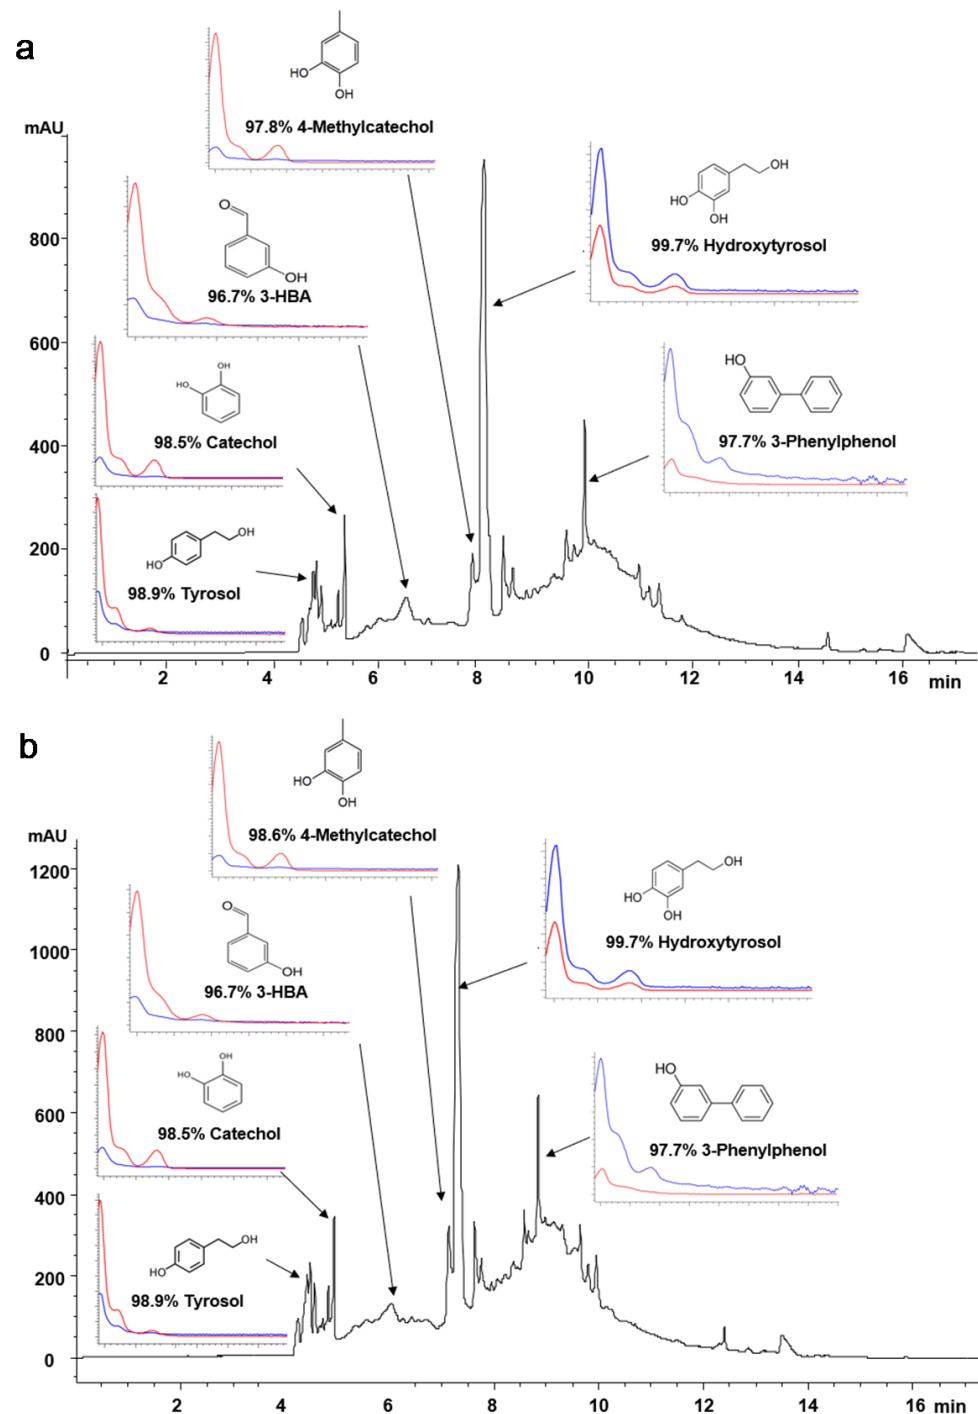 a
OH
HO
OH
97.8% 4-Methylcatechol
mAU
O
OH
96.7% 3-HBA
OH
HO
OH
99.7% Hydroxytyrosol
800
600
OH
HO
98.5% Catechol
HO
97.7% 3-Phenylphenol
400
OH
HO
98.9% Tyrosol
200
0
2 4 6 8 10 12 14 16 min
b
HO
OH
98.6% 4-Methylcatechol
mAU
1200
O
OH
96.7% 3-HBA
OH
HO
OH
99.7% Hydroxytyrosol
1000
800
OH
HO
98.5% Catechol
HO
97.7% 3-Phenylphenol
600
400
OH
HO
98.9% Tyrosol
200
0
2 4 6 8 10 12 14 16 min